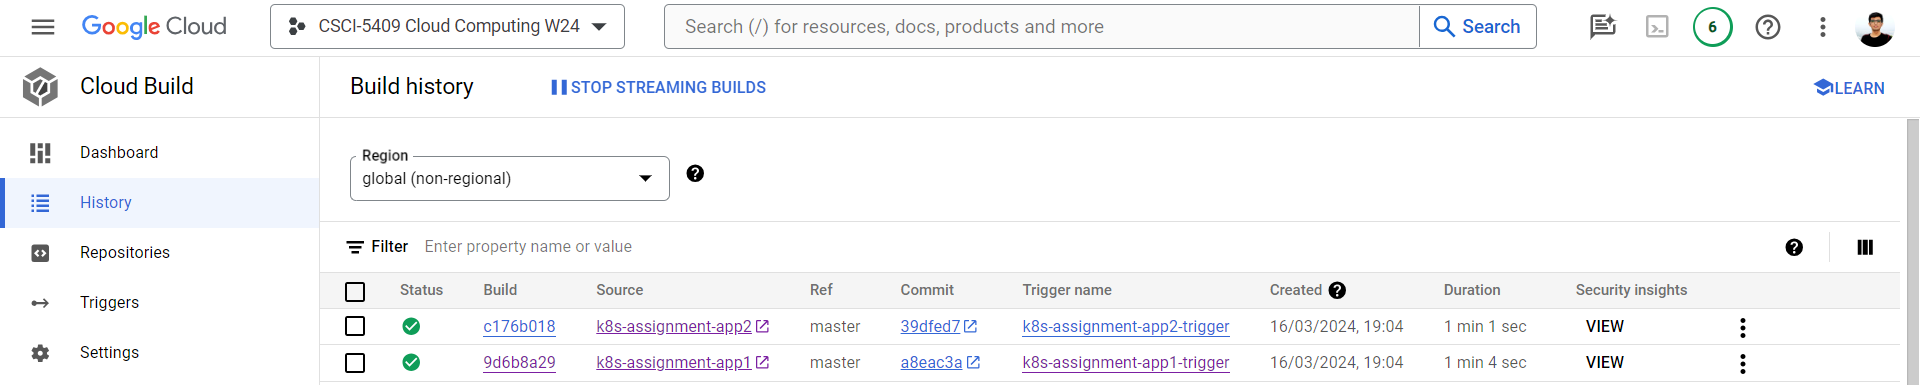 Google Cloud
CSCI-5409 Cloud Computing W24
Search (/) for resources, docs, products and more
Search
6
Cloud Build
Build history
STOP STREAMING BUILDS
LEARN
Dashboard
History
Repositories
Triggers
Settings
Region
global (non-regional)
Filter Enter property name or value
Status Build Source Ref Commit Trigger name Created Duration Security insights
c176b018 k8s-assignment-app2 master 39dfed7 k8s-assignment-app2-trigger 16/03/2024, 19:04 1 min 1 sec VIEW
9d6b8a29 k8s-assignment-app1 master a8eac3a k8s-assignment-app1-trigger 16/03/2024, 19:04 1 min 4 sec VIEW